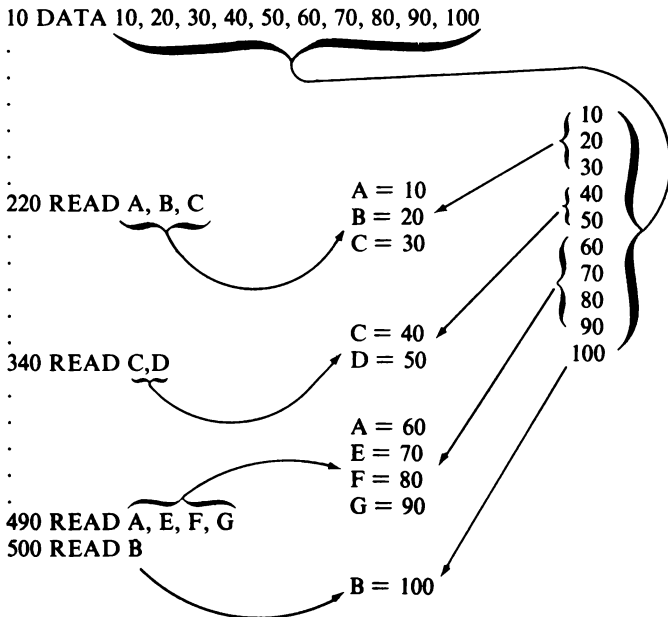 10 DATA 10, 20, 30, 40, 50, 60, 70, 80, 90, 100
220 READ A, B, C
340 READ C,D
490 READ A, E, F, G
500 READ B
A = 10
B = 20
C = 30
C = 40
D = 50
A = 60
E = 70
F = 80
G = 90
B = 100
10
20
30
40
50
60
70
80
90
100